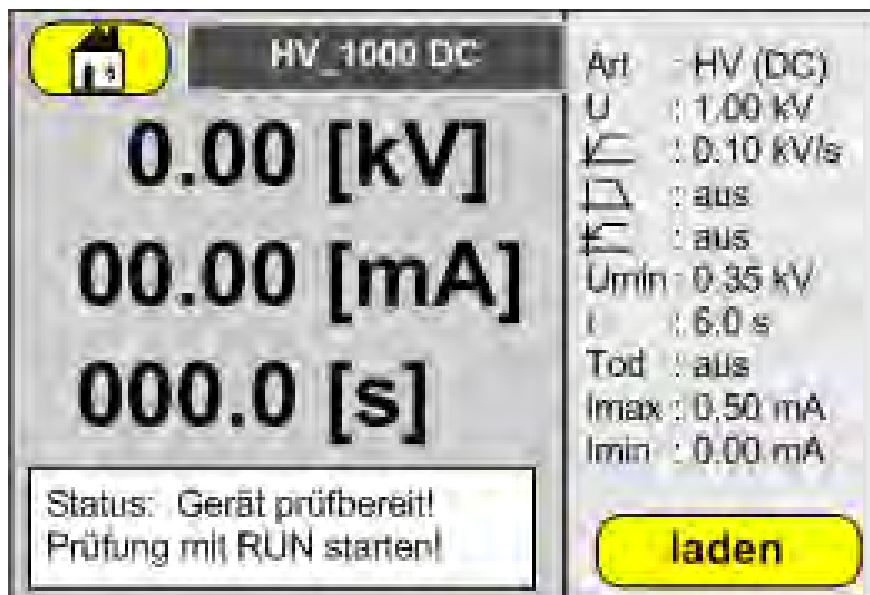 HV_1000 DC
0.00 [kV]
00.00 [mA]
000.0 [s]
Status: Gerät prüfbereit!
Prüfung mit RUN starten!
Art : HV (DC)
U : 1.00 kV
: 0.10 kV/s
: aus
: aus
Umin : 0.35 kV
: 6.0 s
Tod : aus
Imax : 0.50 mA
Imin : 0.00 mA
laden